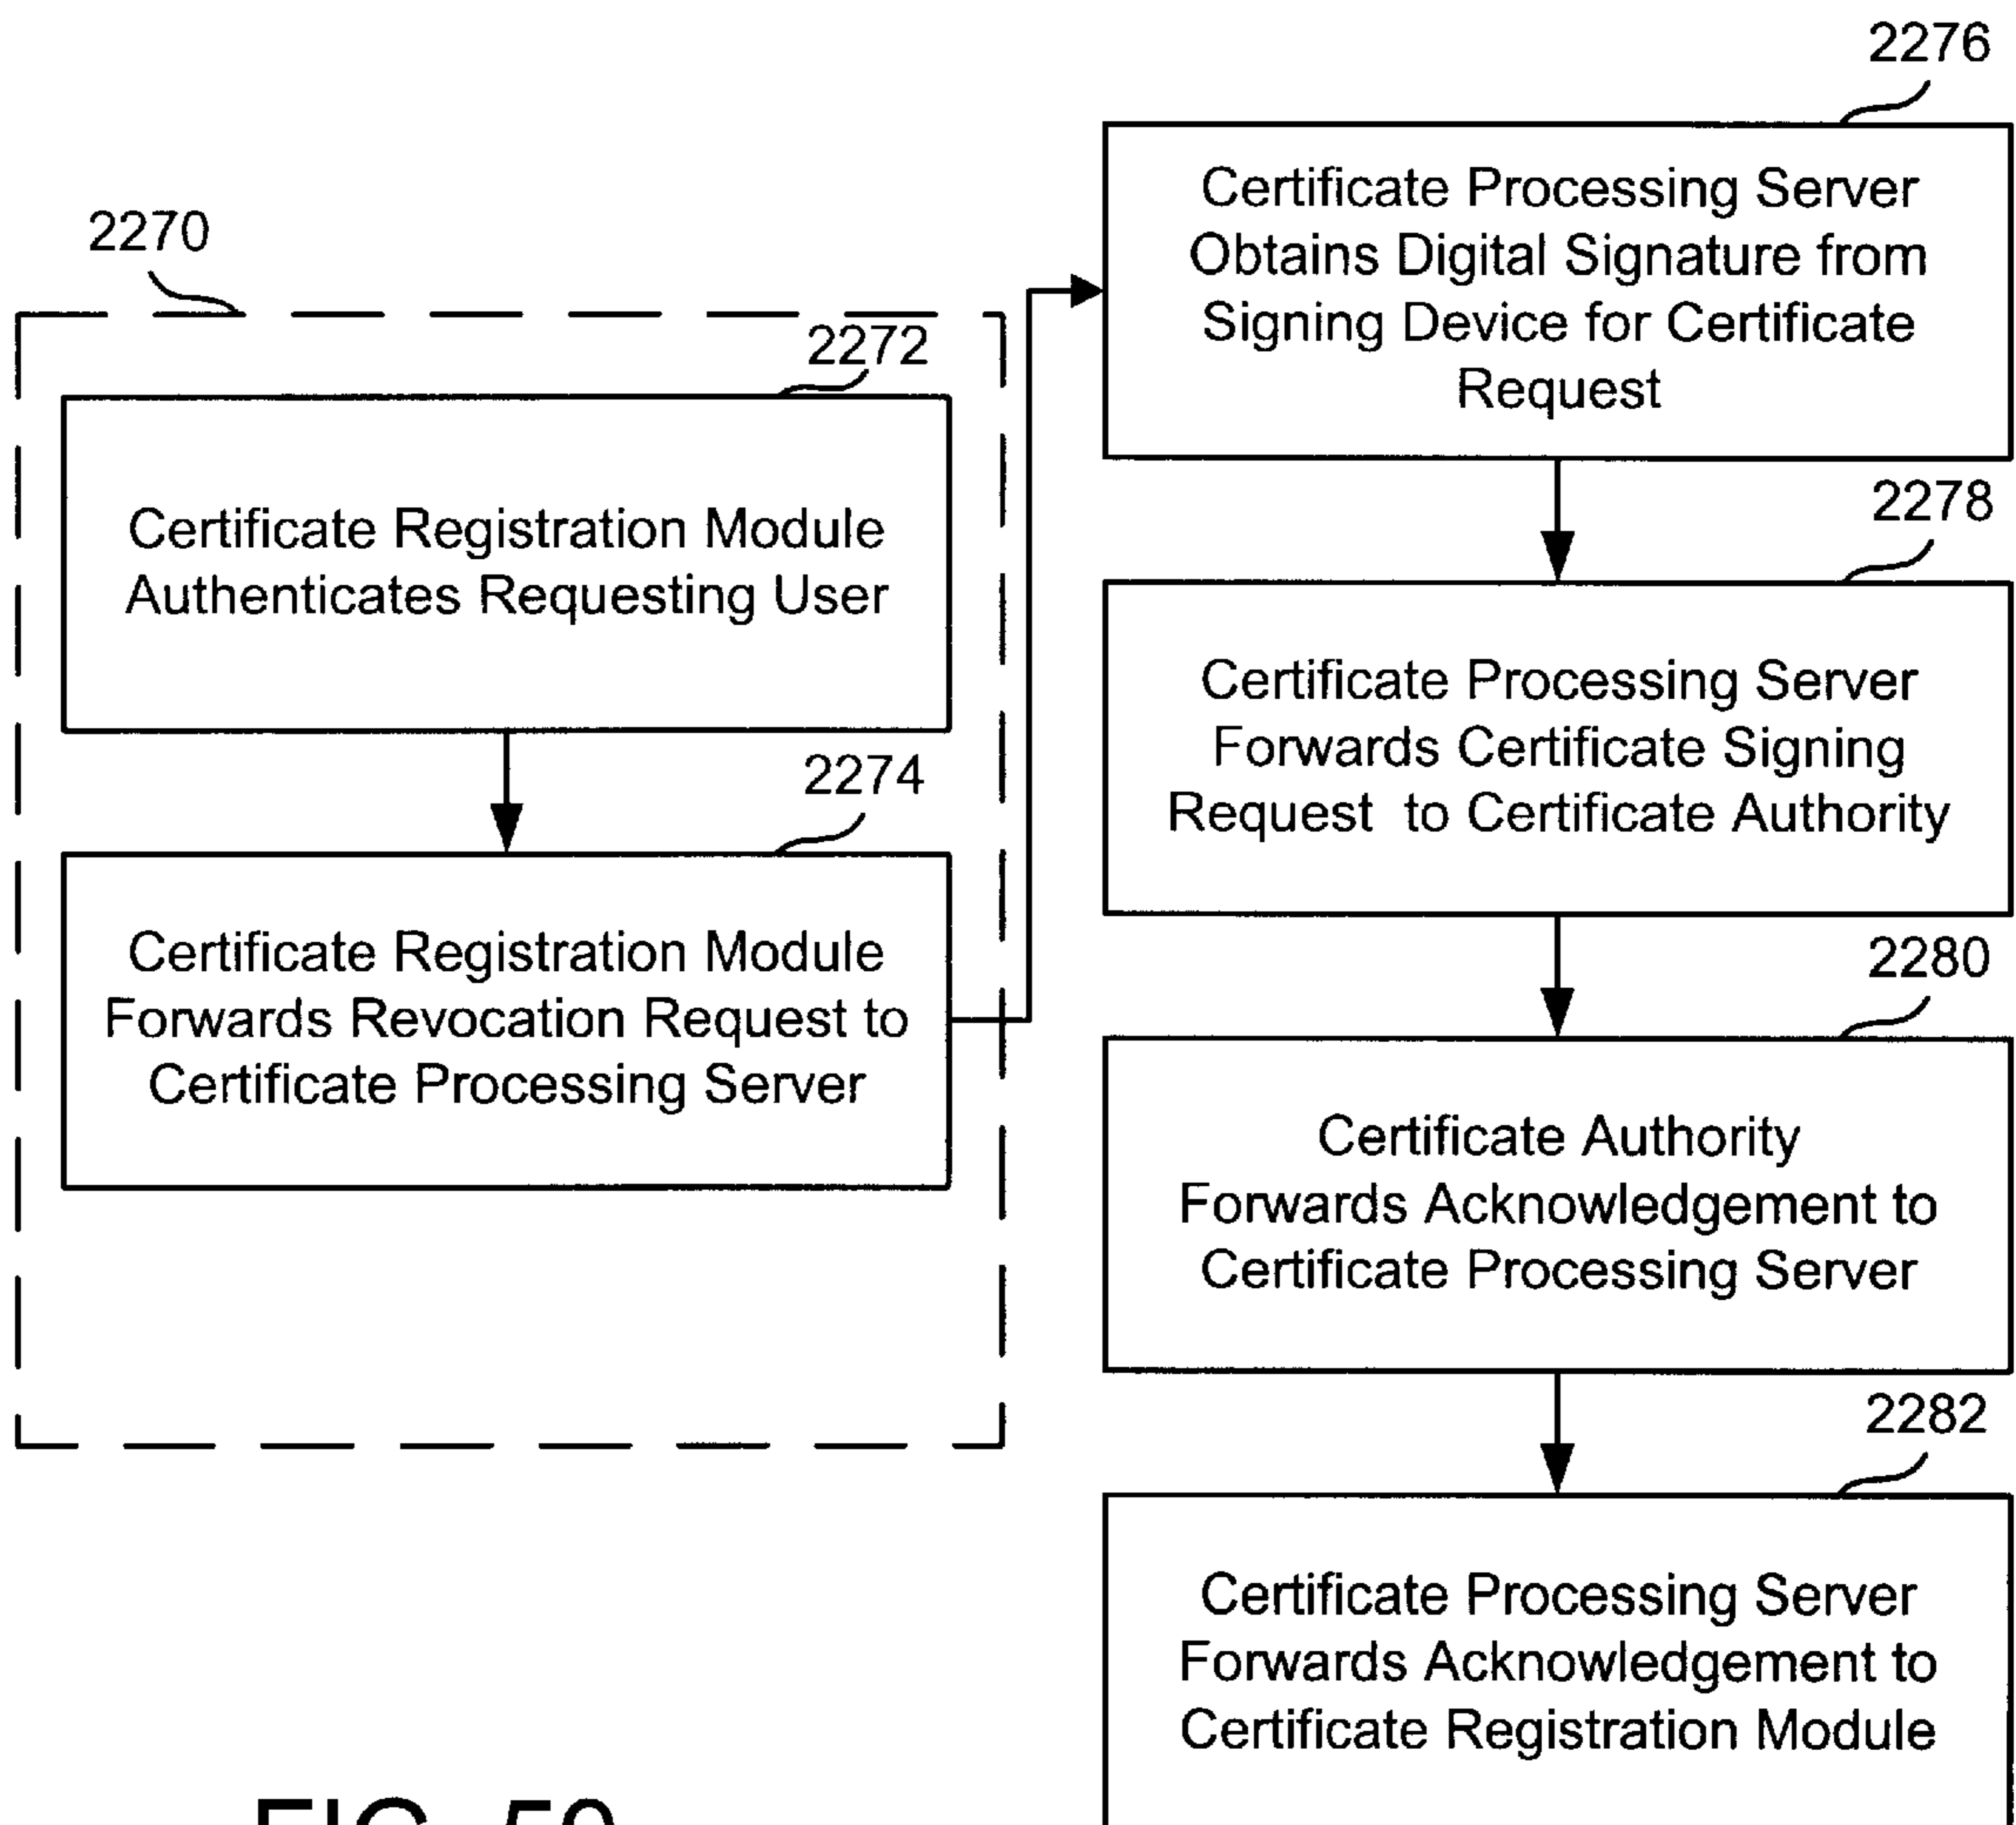 2270
2272
Certificate Registration Module
Authenticates Requesting User
2274
Certificate Registration Module
Forwards Revocation Request to
Certificate Processing Server
2276
Certificate Processing Server
Obtains Digital Signature from
Signing Device for Certificate
Request
2278
Certificate Processing Server
Forwards Certificate Signing
Request to Certificate Authority
2280
Certificate Authority
Forwards Acknowledgement to
Certificate Processing Server
2282
Certificate Processing Server
Forwards Acknowledgement to
Certificate Registration Module
FIG.